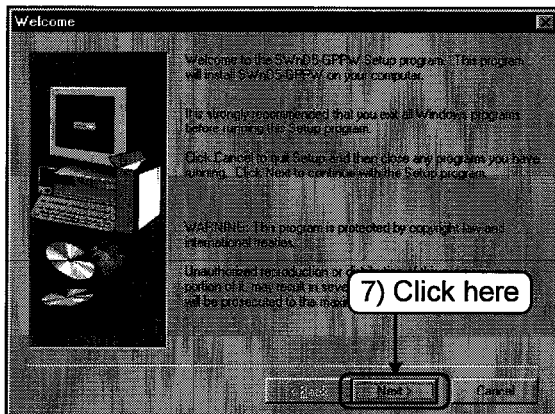 Welcome
Welcome to the SWnD5-GPPW Setup program. This program
will install SWnD5-GPPW on your computer.
It is strongly recommended that you exit all Windows programs
before running this Setup program.
Click Cancel to quit Setup and then close any programs you have
running. Click Next to continue with the Setup program.
WARNING: This program is protected by copyright law and
international treaties.
Unauthorized reproduction or
portion of it, may result in
will be prosecuted to the
7) Click here
< Back
Next >
Cancel